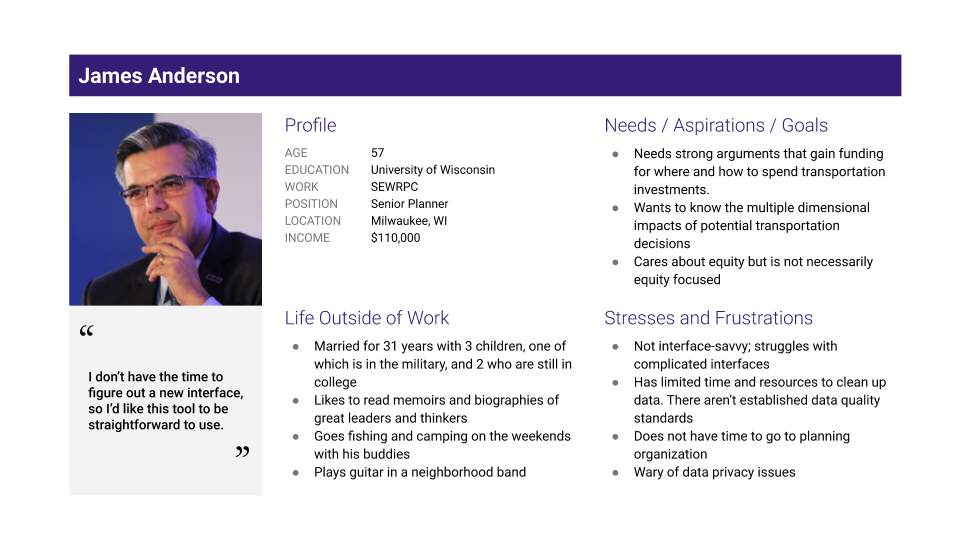 James Anderson
“
I don’t have the time to
figure out a new interface,
so I’d like this tool to be
straightforward to use.
”
Profile
AGE 57
EDUCATION University of Wisconsin
WORK SEWRPC
POSITION Senior Planner
LOCATION Milwaukee, WI
INCOME $110,000
Life Outside of Work
● Married for 31 years with 3 children, one of
which is in the military, and 2 who are still in
college
● Likes to read memoirs and biographies of
great leaders and thinkers
● Goes fishing and camping on the weekends
with his buddies
● Plays guitar in a neighborhood band
Needs / Aspirations / Goals
● Needs strong arguments that gain funding
for where and how to spend transportation
investments.
● Wants to know the multiple dimensional
impacts of potential transportation
decisions
● Cares about equity but is not necessarily
equity focused
Stresses and Frustrations
● Not interface-savvy; struggles with
complicated interfaces
● Has limited time and resources to clean up
data. There aren’t established data quality
standards
● Does not have time to go to planning
organization
● Wary of data privacy issues